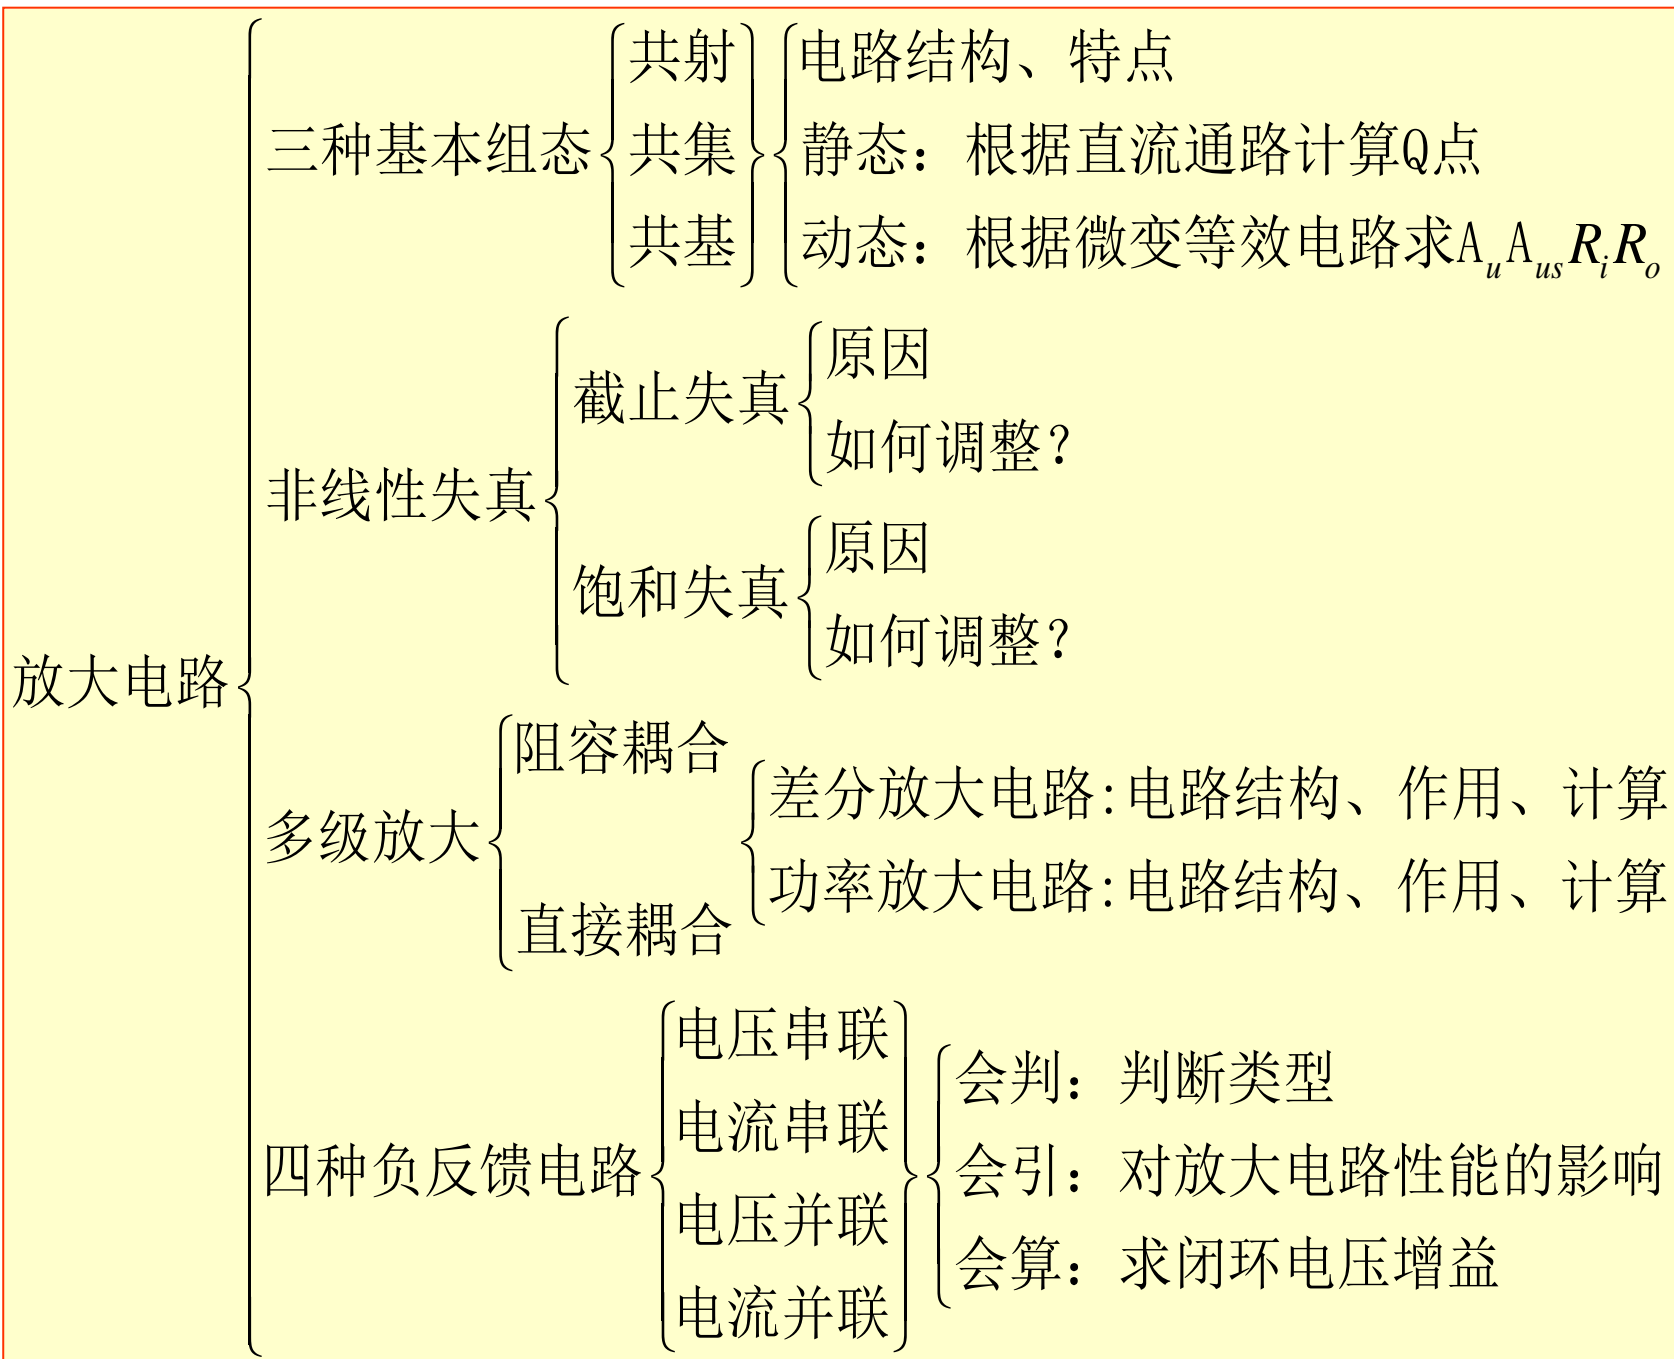 放大电路
三种基本组态
共射
共集
共基
电路结构、特点
静态：根据直流通路计算Q点
动态：根据微变等效电路求AuAusRiRo
非线性失真
截止失真
原因
如何调整?
饱和失真
原因
如何调整?
多级放大
阻容耦合
直接耦合
差分放大电路:电路结构、作用、计算
功率放大电路:电路结构、作用、计算
四种负反馈电路
电压串联
电流串联
电压并联
电流并联
会判：判断类型
会引：对放大电路性能的影响
会算：求闭环电压增益